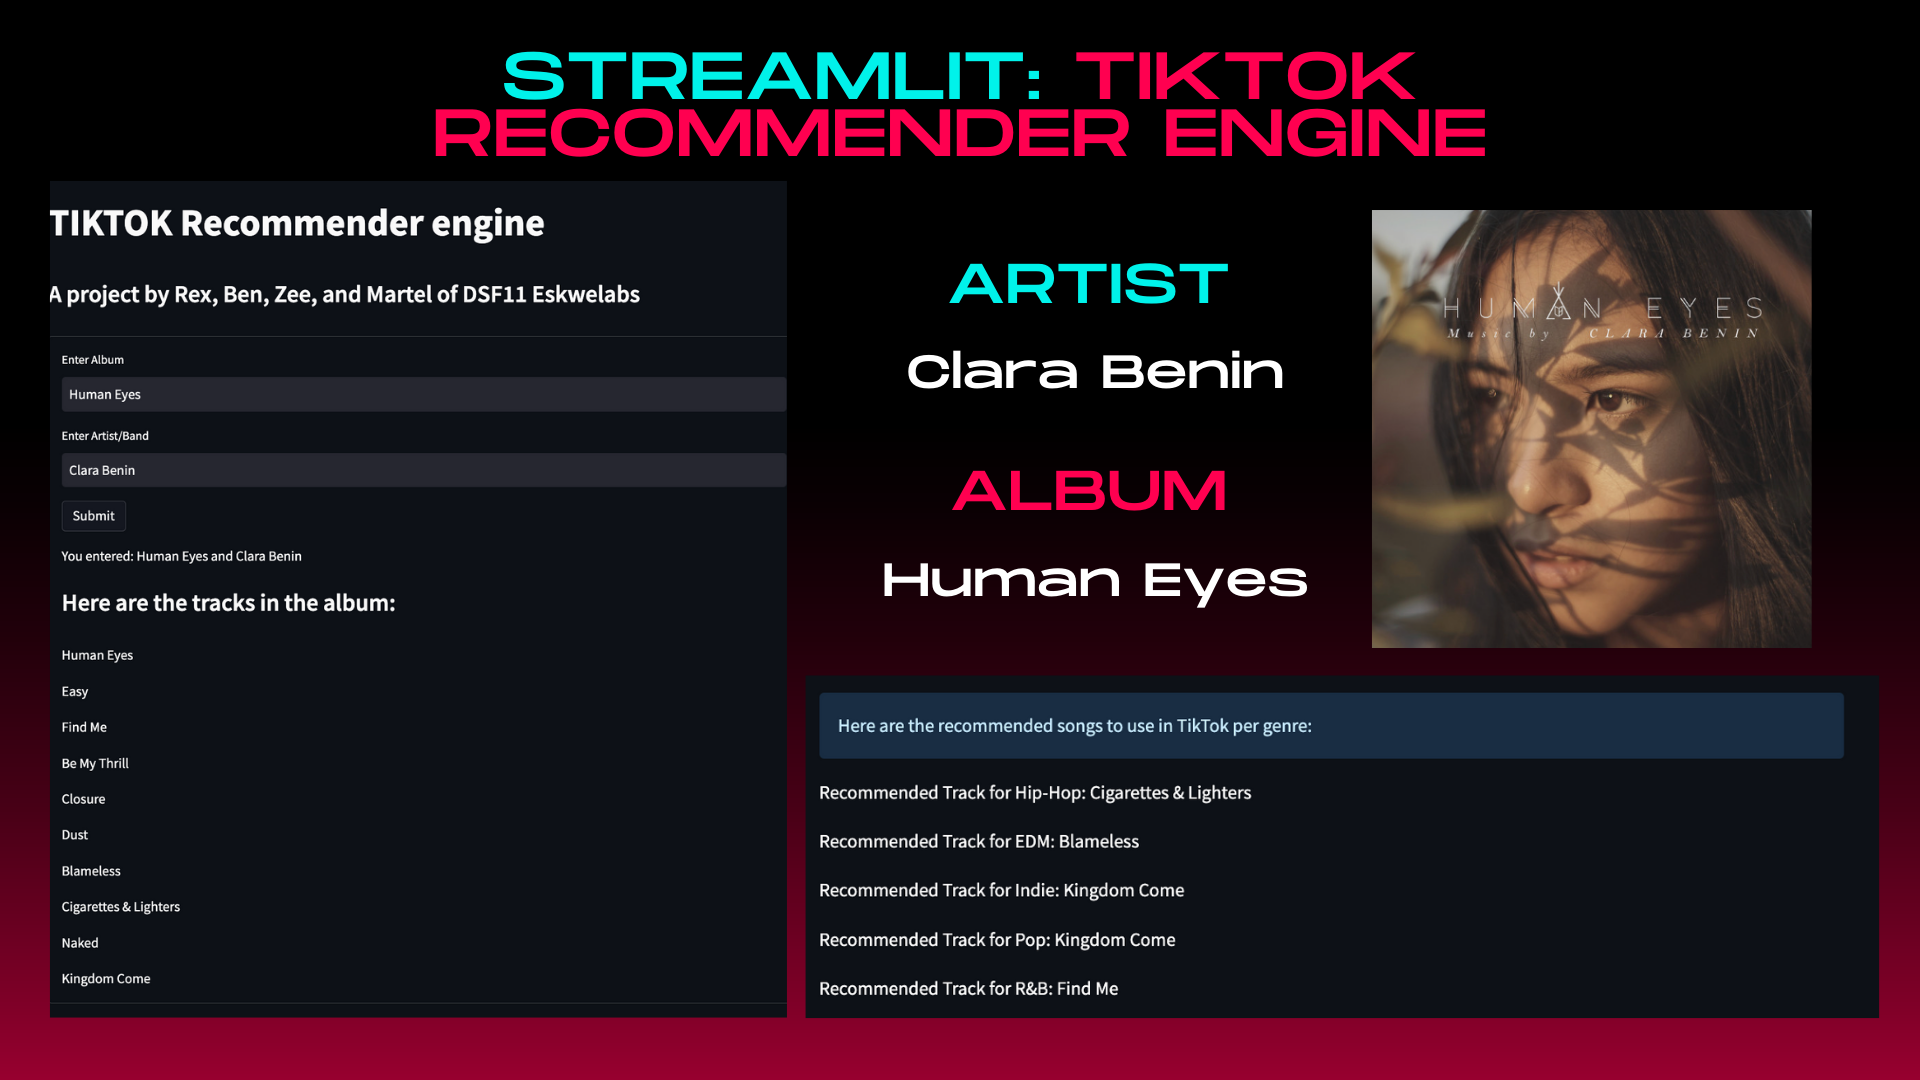 STREAMLIT: TIKTOK
RECOMMENDER ENGINE
TIKTOK Recommender engine
A project by Rex, Ben, Zee, and Martel of DSF11 Eskwelabs
Enter Album
Human Eyes
Enter Artist/Band
Clara Benin
Submit
You entered: Human Eyes and Clara Benin
Here are the tracks in the album:
Human Eyes
Easy
Find Me
Be My Thrill
Closure
Dust
Blameless
Cigarettes & Lighters
Naked
Kingdom Come
ARTIST
Clara Benin
ALBUM
Human Eyes
HUMAN EYES
Music by CLARA BENIN
Here are the recommended songs to use in TikTok per genre:
Recommended Track for Hip-Hop: Cigarettes & Lighters
Recommended Track for EDM: Blameless
Recommended Track for Indie: Kingdom Come
Recommended Track for Pop: Kingdom Come
Recommended Track for R&B: Find Me